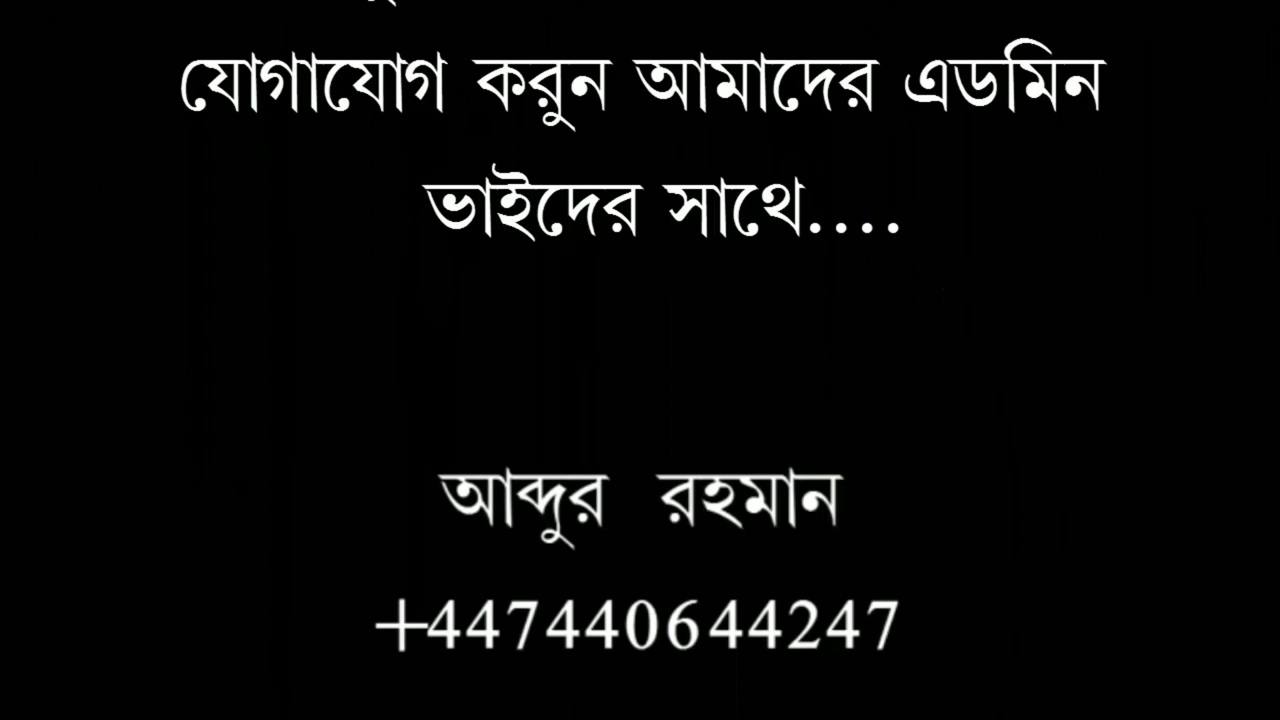 যোগাযোগ করুন আমাদের এডমিন
ভাইদের সাথে....
আব্দুর রহমান
+447440644247